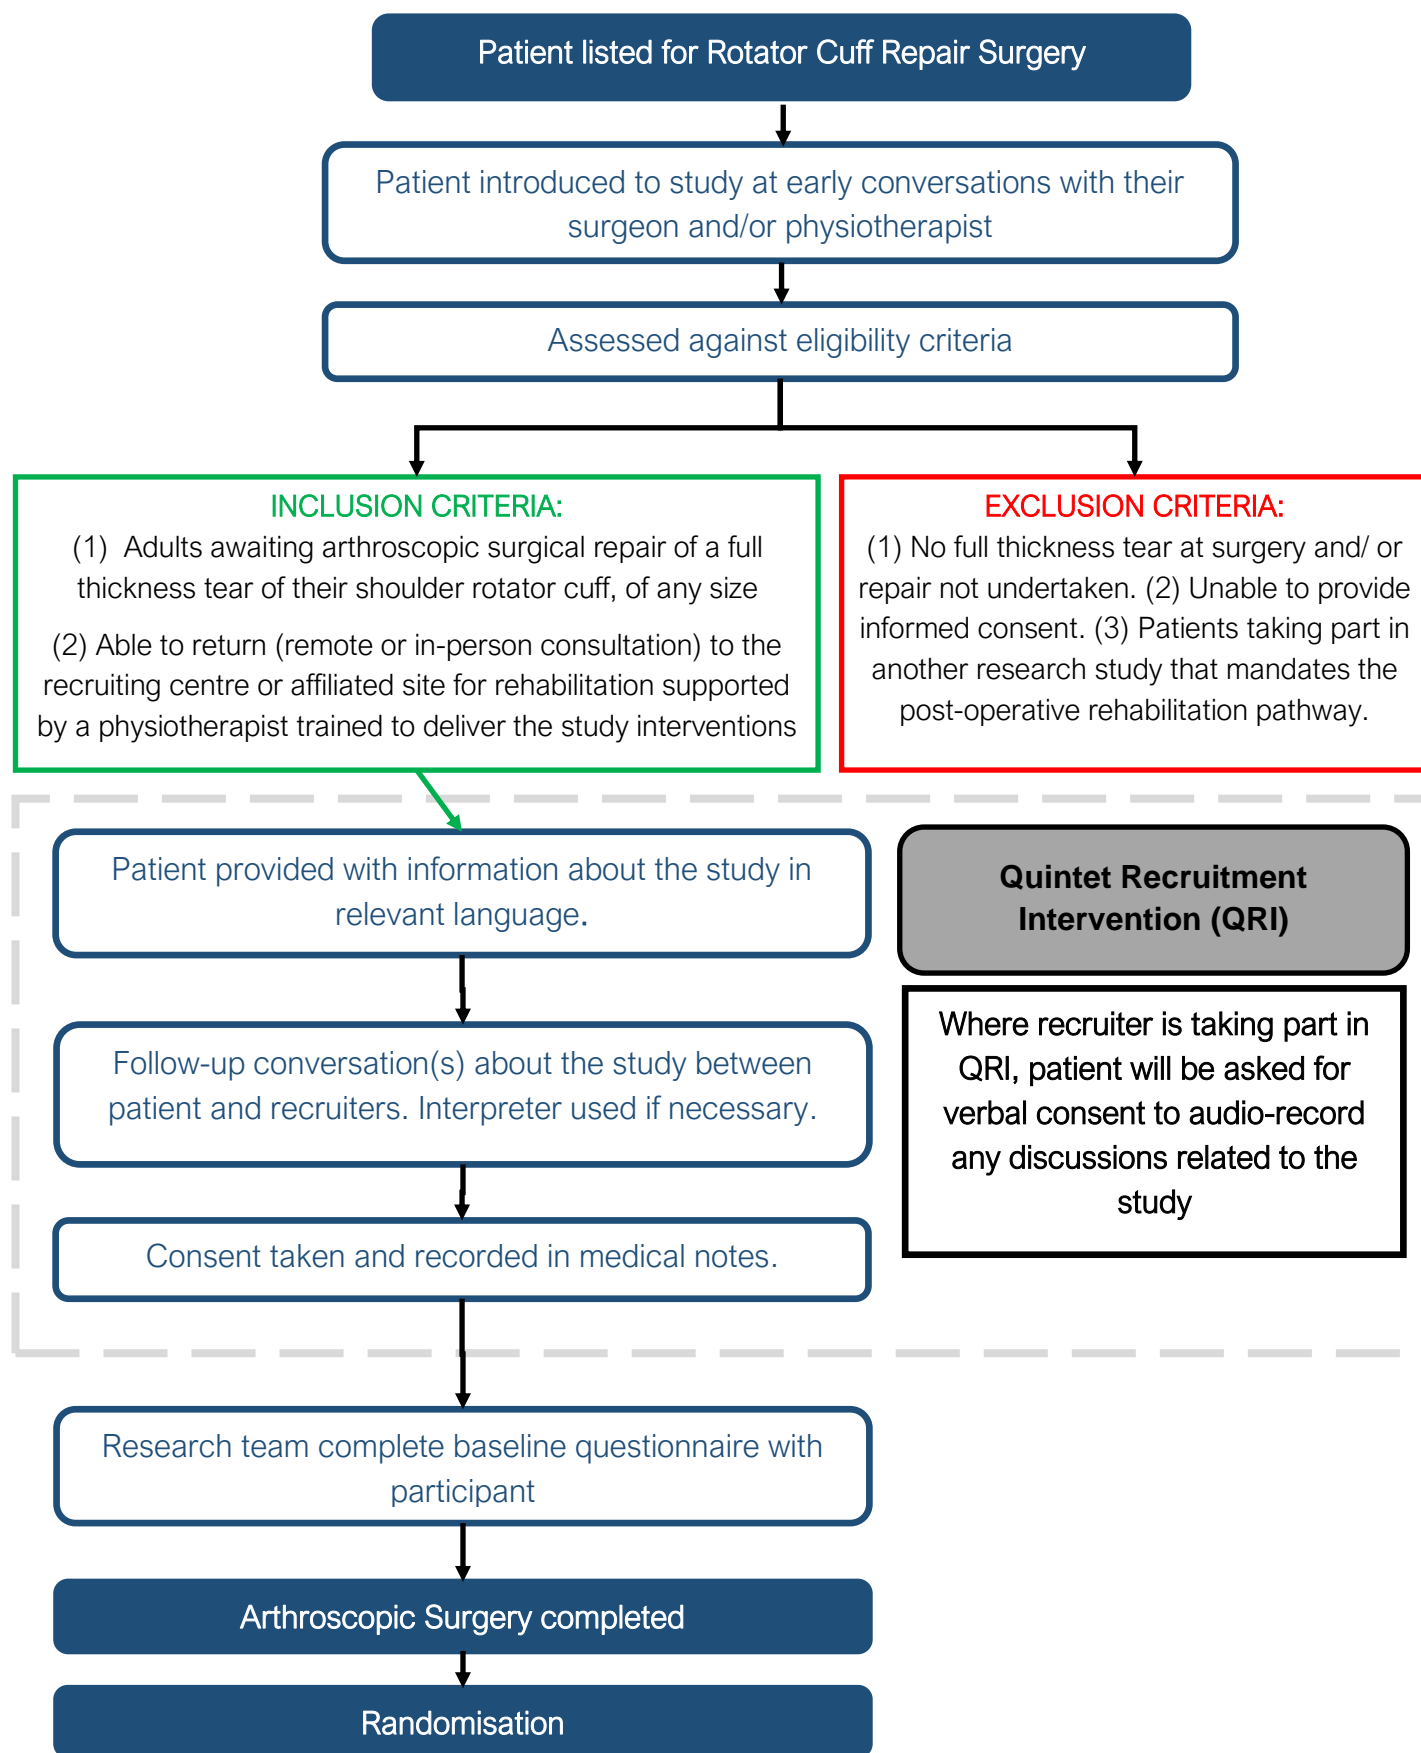 Patient listed for Rotator Cuff Repair Surgery
Patient introduced to study at early conversations with their
surgeon and/or physiotherapist
Assessed against eligibility criteria
INCLUSION CRITERIA:
(1) Adults awaiting arthroscopic surgical repair of a full
thickness tear of their shoulder rotator cuff, of any size
(2) Able to return (remote or in-person consultation) to the
recruiting centre or affiliated site for rehabilitation supported
by a physiotherapist trained to deliver the study interventions
EXCLUSION CRITERIA:
(1) No full thickness tear at surgery and/ or
repair not undertaken. (2) Unable to provide
informed consent. (3) Patients taking part in
another research study that mandates the
post-operative rehabilitation pathway.
Patient provided with information about the study in
relevant language.
Quintet Recruitment
Intervention (QRI)
Follow-up conversation(s) about the study between
patient and recruiters. Interpreter used if necessary.
Where recruiter is taking part in
QRI, patient will be asked for
verbal consent to audio-record
any discussions related to the
study
Consent taken and recorded in medical notes.
Research team complete baseline questionnaire with
participant
Arthroscopic Surgery completed
Randomisation